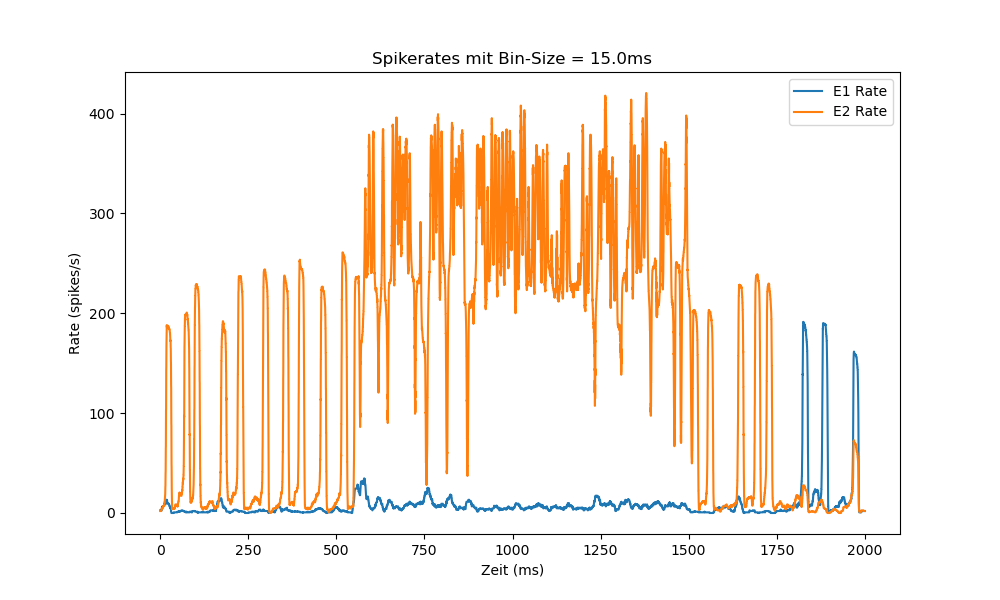 Spikerates mit Bin-Size = 15.0ms
E1 Rate
E2 Rate
Rate (spikes/s)
400
300
200
100
0
0 250 500 750 1000 1250 1500 1750 2000
Zeit (ms)